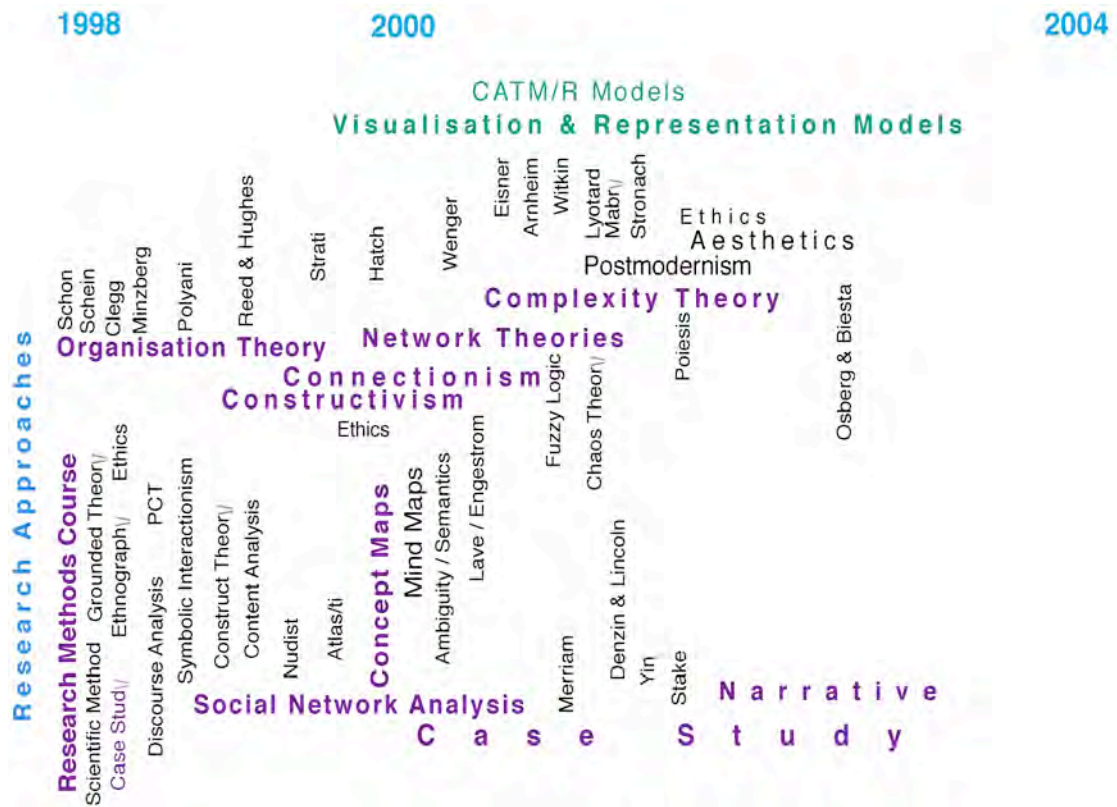 1998
2000
2004
CATM/R Models
Visualisation & Representation Models
Schon
Schein
Clegg
Minzberg
Polyani
Reed & Hughes
Strati
Hatch
Wenger
Eisner
Arnheim
Witkin
Lyotard
Mabry
Stronach
Ethics
Aesthetics
Postmodernism
Complexity Theory
Organisation Theory
Network Theories
Connectionism
Constructivism
Ethics
Fuzzy Logic
Chaos Theory
Poiesis
Osberg & Biesta
Research Approaches
Research Methods Course
Scientific Method
Grounded Theory
Case Study
Ethnography
Ethics
Discourse Analysis
PCT
Symbolic Interactionism
Construct Theory
Content Analysis
Nudist
Atlas/ti
Concept Maps
Mind Maps
Ambiguity / Semantics
Lave / Engestrom
Merriam
Denzin & Lincoln
Yin
Stake
Social Network Analysis
Narrative
Case Study